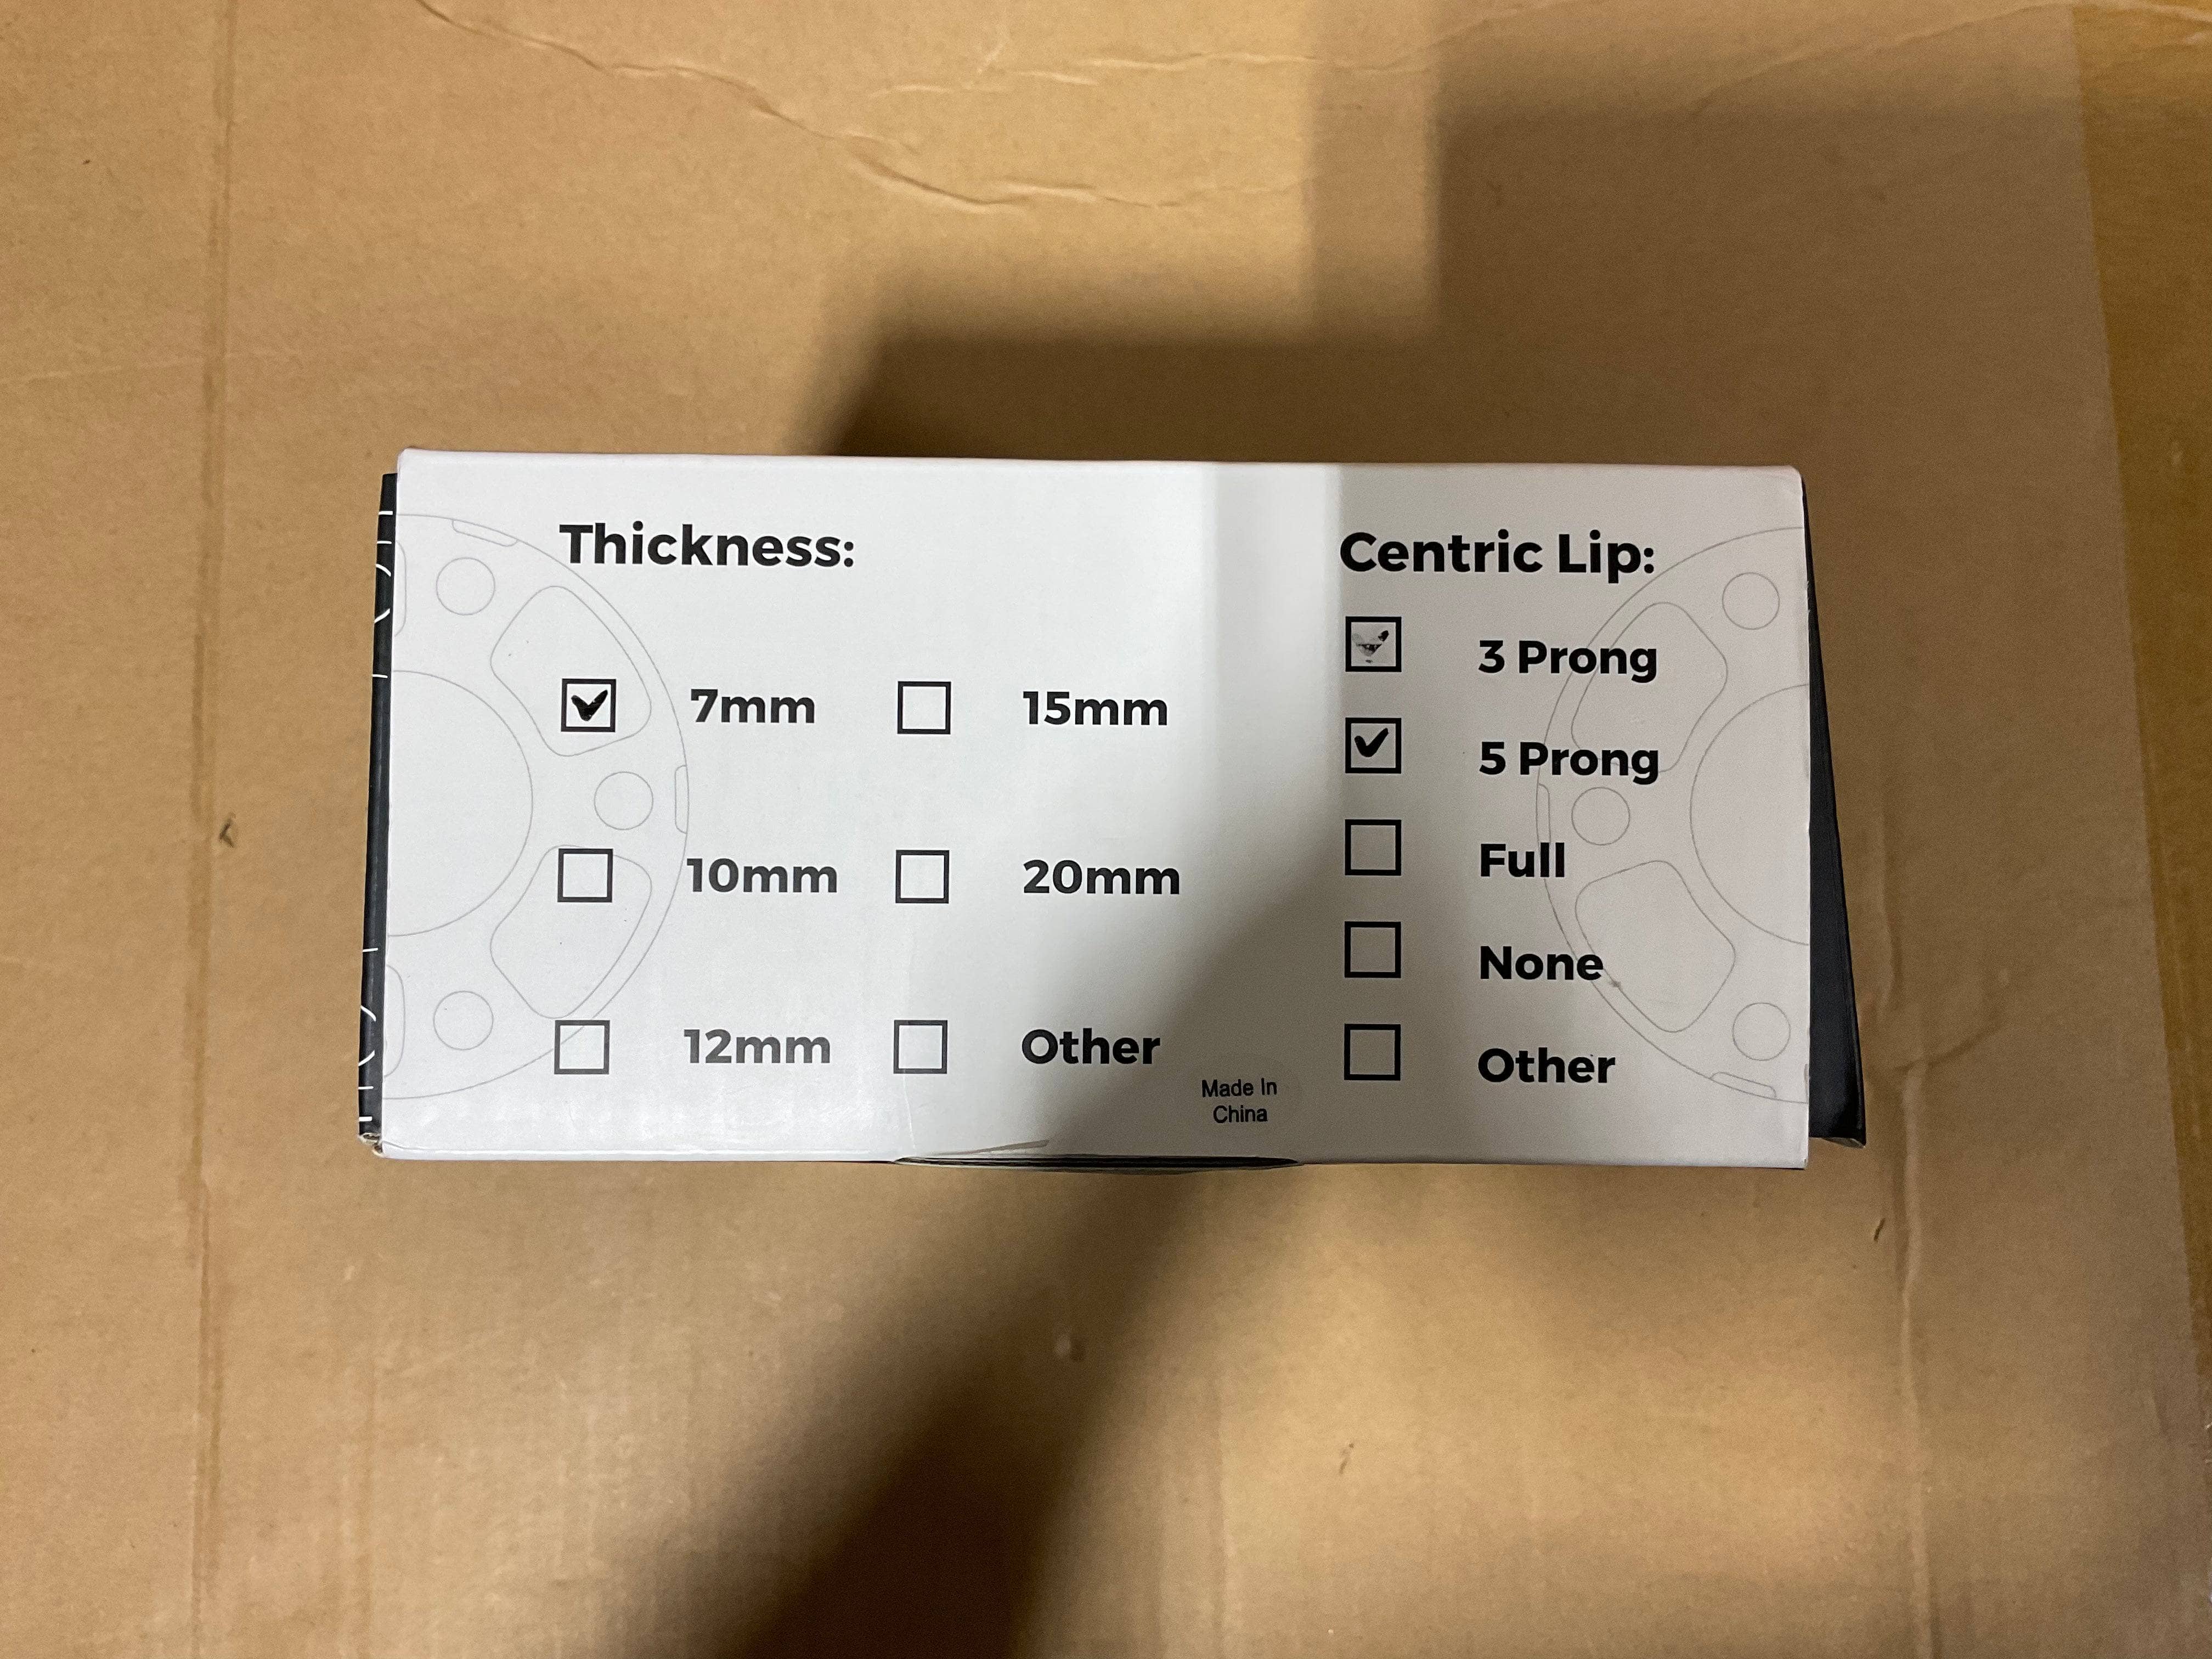 Thickness:
7mm
15mm
10mm
20mm
12mm
Other
Centric Lip:
3 Prong
5 Prong
Full
None
Other
Made In
China